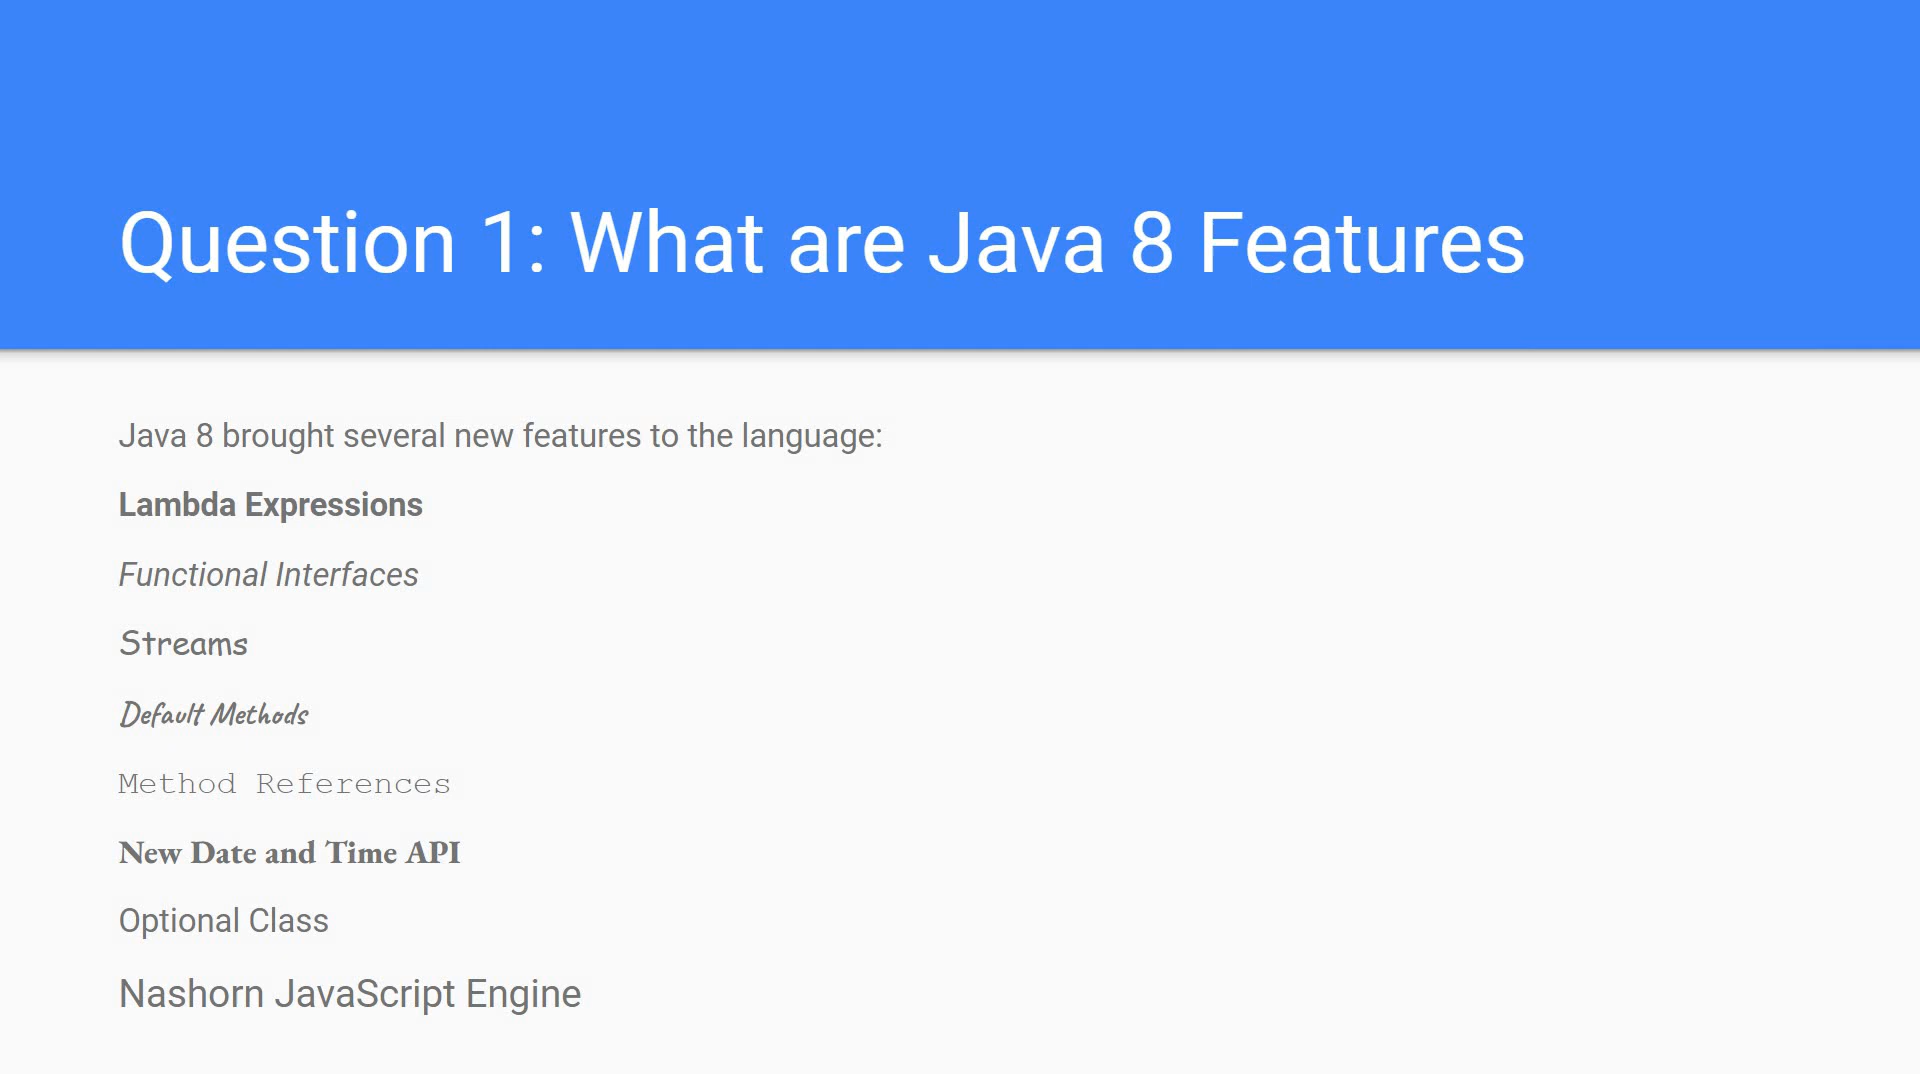 Question 1: What are Java 8 Features
Java 8 brought several new features to the language:
Lambda Expressions
Functional Interfaces
Streams
Default Methods
Method References
New Date and Time API
Optional Class
Nashorn JavaScript Engine